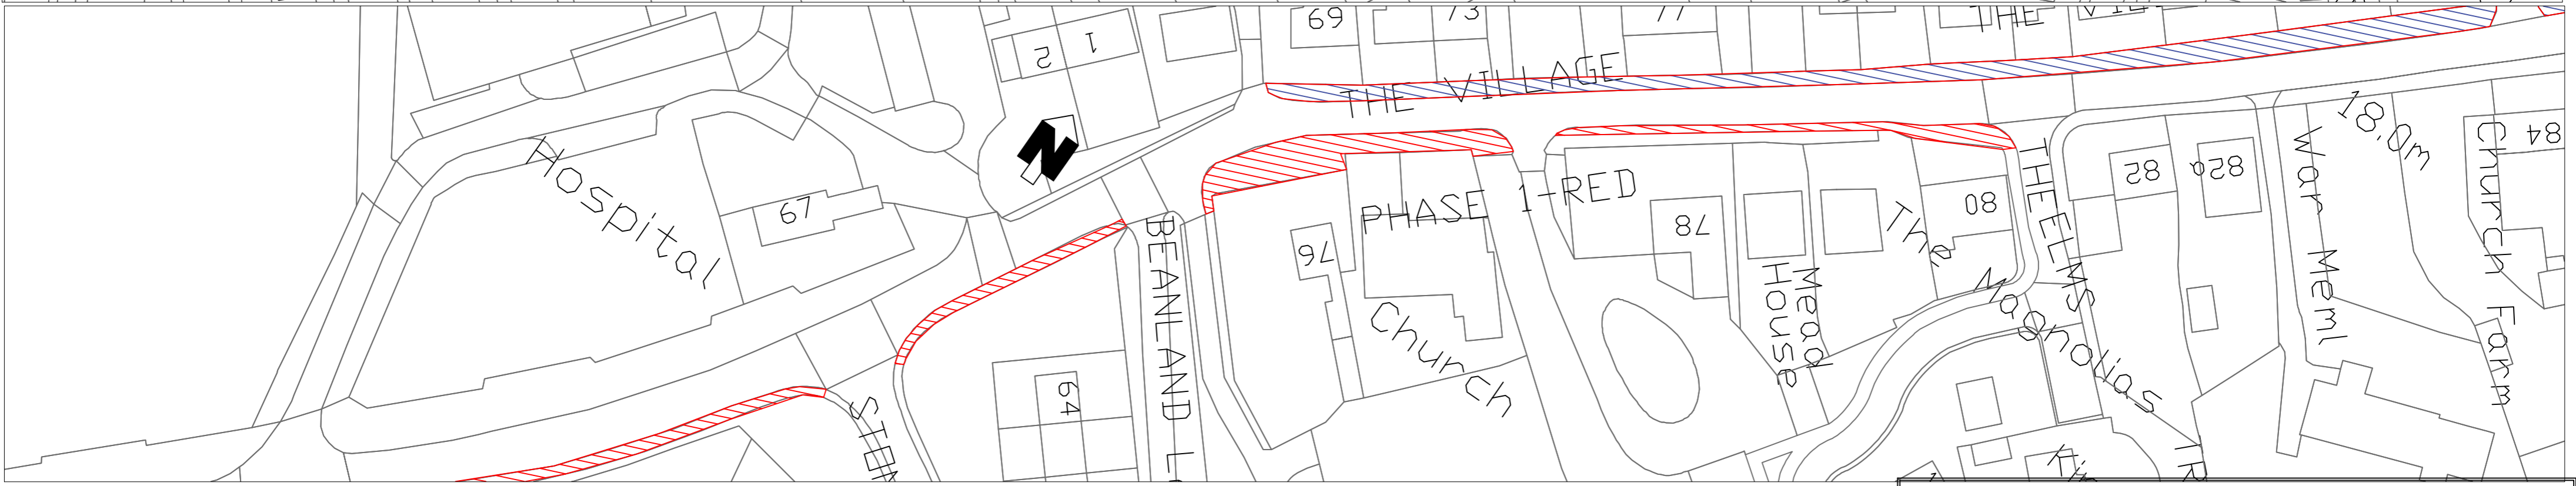 69
73
77
THE
2
1
THE VILLAGE
18.0m
84
Hospital
67
PHASE 1-RED
76
78
80
82
82a
THE ELMS
War Meml
Church Farm
BEANLAND
Church
Mead
House
The
Magnolias
64
N